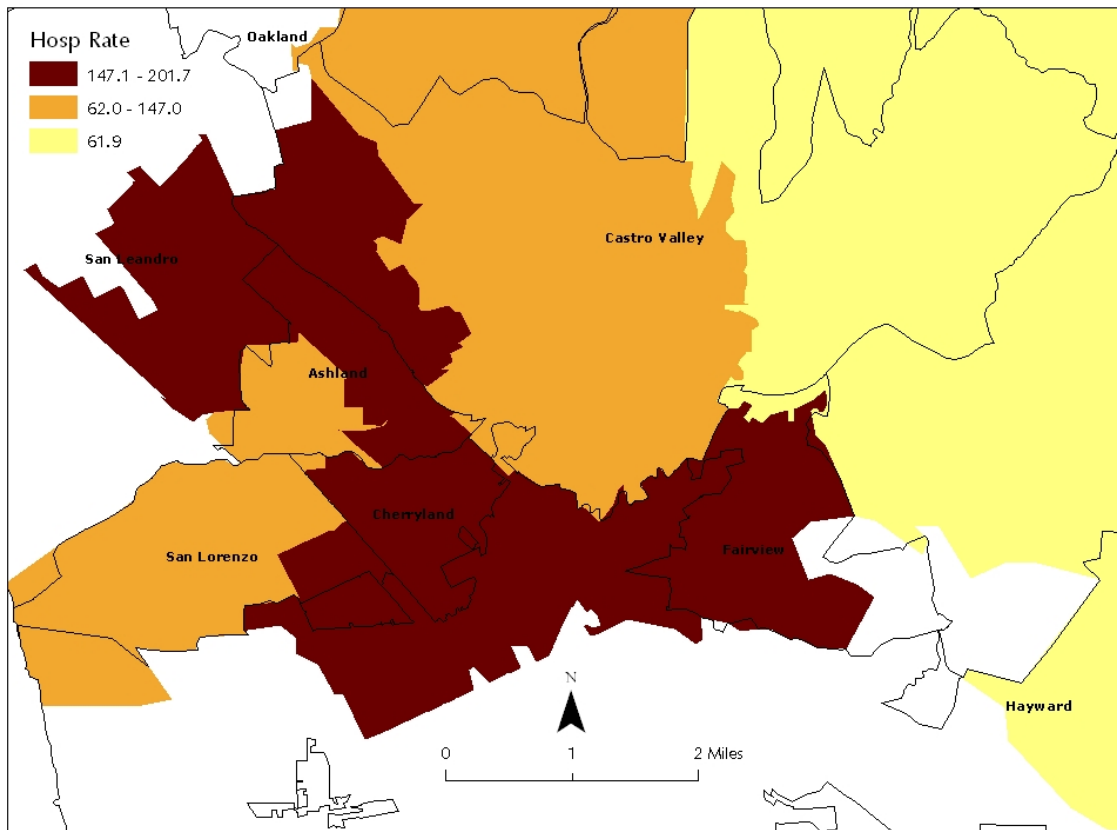 Oakland
Hosp Rate
147.1 - 201.7
62.0 - 147.0
61.9
Castro Valley
San Leandro
Ashland
Cherryland
San Lorenzo
Fairview
N
Hayward
0 1 2 Miles